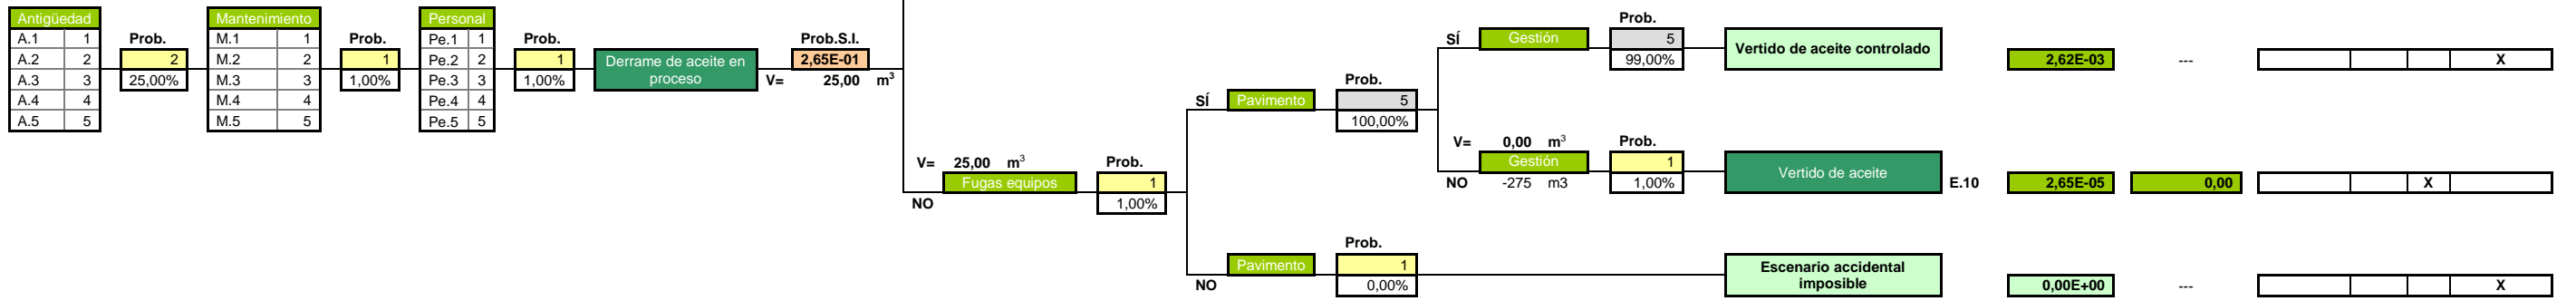 Antigüedad
A.1 1
A.2 2
A.3 3
A.4 4
A.5 5
Prob.
2
25,00%
Mantenimiento
M.1 1
M.2 2
M.3 3
M.4 4
M.5 5
Prob.
1
1,00%
Personal
Pe.1 1
Pe.2 2
Pe.3 3
Pe.4 4
Pe.5 5
Prob.
1
1,00%
Derrame de aceite en
proceso
Prob.S.I.
2,65E-01
V= 25,00 m³
V= 25,00 m³
Fugas equipos
NO
Prob.
1
1,00%
SÍ Pavimento
Prob.
5
100,00%
SÍ Gestión
Prob.
5
99,00%
Vertido de aceite controlado
2,62E-03 --- X
V= 0,00 m³
Gestión
NO -275 m3
Prob.
1
1,00%
Vertido de aceite
E.10 2,65E-05 0,00 X
Pavimento
NO
Prob.
1
0,00%
Escenario accidental
imposible
0,00E+00 --- X